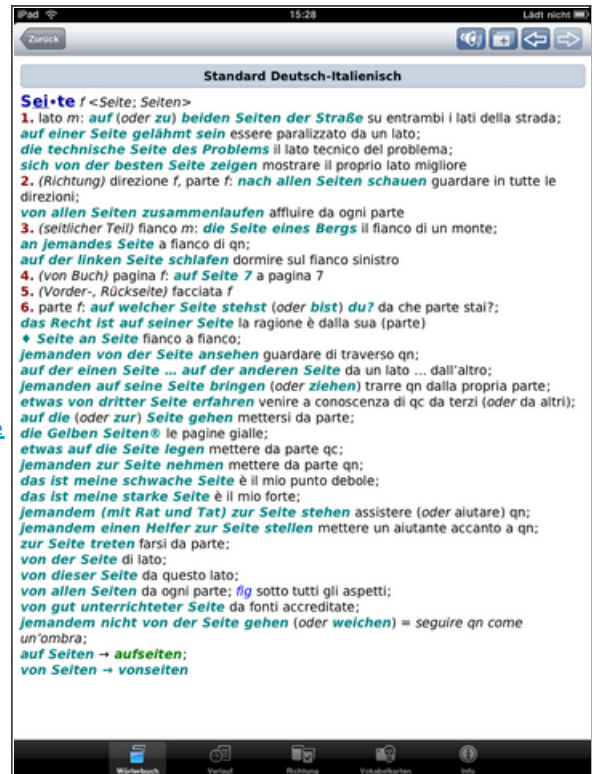 iPad
15:28
Lädt nicht
Zurück
Standard Deutsch-Italienisch
Sei•te f <Seite; Seiten>
1. lato m: auf (oder zu) beiden Seiten der Straße su entrambi i lati della strada;
auf einer Seite gelähmt sein essere paralizzato da un lato;
die technische Seite des Problems il lato tecnico del problema;
sich von der besten Seite zeigen mostrare il proprio lato migliore
2. (Richtung) direzione f, parte f: nach allen Seiten schauen guardare in tutte le
direzioni;
von allen Seiten zusammenlaufen affluire da ogni parte
3. (seitlicher Teil) fianco m: die Seite eines Bergs il fianco di un monte;
an jemandes Seite a fianco di qn;
auf der linken Seite schlafen dormire sul fianco sinistro
4. (von Buch) pagina f: auf Seite 7 a pagina 7
5. (Vorder-, Rückseite) facciata f
6. parte f: auf welcher Seite stehst (oder bist) du? da che parte stai?;
das Recht ist auf seiner Seite la ragione è dalla sua (parte)
♦ Seite an Seite fianco a fianco;
jemanden von der Seite ansehen guardare di traverso qn;
auf der einen Seite ... auf der anderen Seite da un lato ... dall'altro;
jemanden auf seine Seite bringen (oder ziehen) trarre qn dalla propria parte;
etwas von dritter Seite erfahren venire a conoscenza di qc da terzi (oder da altri);
auf die (oder zur) Seite gehen mettersi da parte;
die Gelben Seiten® le pagine gialle;
etwas auf die Seite legen mettere da parte qc;
jemanden zur Seite nehmen mettere da parte qn;
das ist meine schwache Seite è il mio punto debole;
das ist meine starke Seite è il mio forte;
jemandem (mit Rat und Tat) zur Seite stehen assistere (oder aiutare) qn;
jemandem einen Helfer zur Seite stellen mettere un aiutante accanto a qn;
zur Seite treten farsi da parte;
von der Seite di lato;
von dieser Seite da questo lato;
von allen Seiten da ogni parte; fig sotto tutti gli aspetti;
von gut unterrichteter Seite da fonti accreditate;
jemandem nicht von der Seite gehen (oder weichen) = seguire qn come
un'ombra;
auf Seiten → aufseiten;
von Seiten → vonseiten
Wörterbuch
Verlauf
Richtung
Vokabelkarten
Info